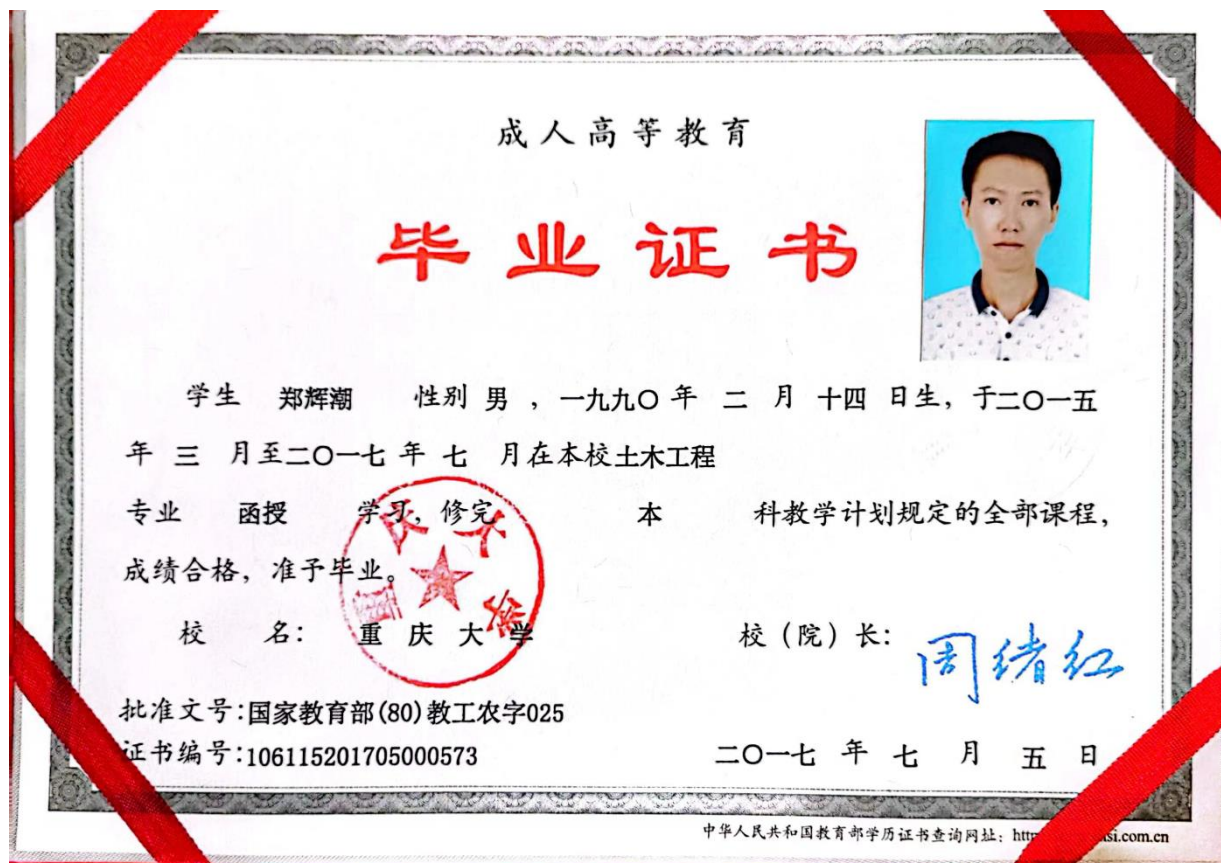 成人高等教育
毕业证书
学生 郑辉潮 性别 男 ，一九九〇年 二 月 十四 日生，于二〇一五
年 三 月至二〇一七 年 七 月在本校土木工程
专业 函授 学习，修完 本 科教学计划规定的全部课程，
成绩合格，准予毕业。
重庆大学
校 名： 重 庆 大 学 校（院）长： 周绪红
批准文号：国家教育部(80)教工农字025
证书编号：106115201705000573 二〇一七 年 七 月 五 日
中华人民共和国教育部学历证书查询网址： si.com.cn